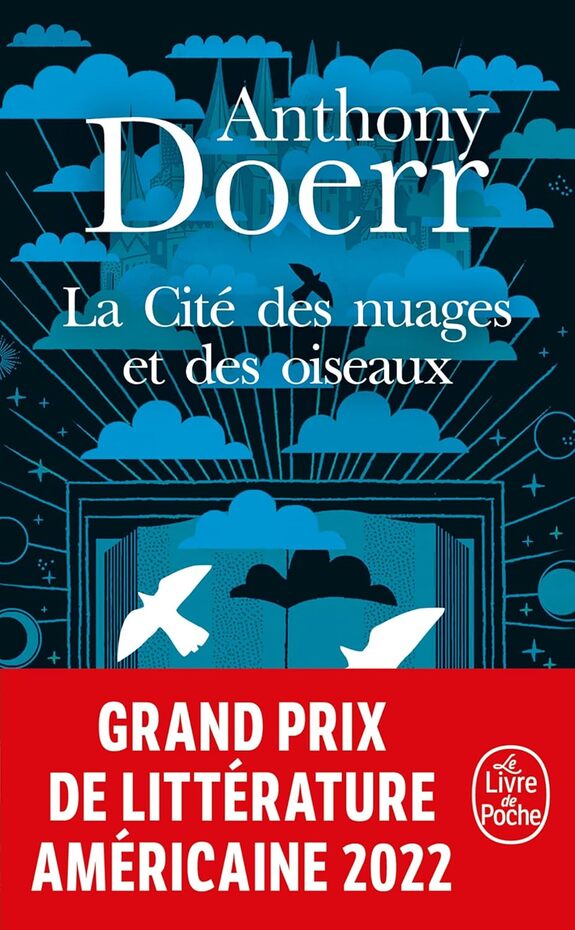 Anthony
Doerr
La Cité des nuages
et des oiseaux
GRAND PRIX
DE LITTÉRATURE
AMÉRICAINE 2022
Le
Livre
de
Poche